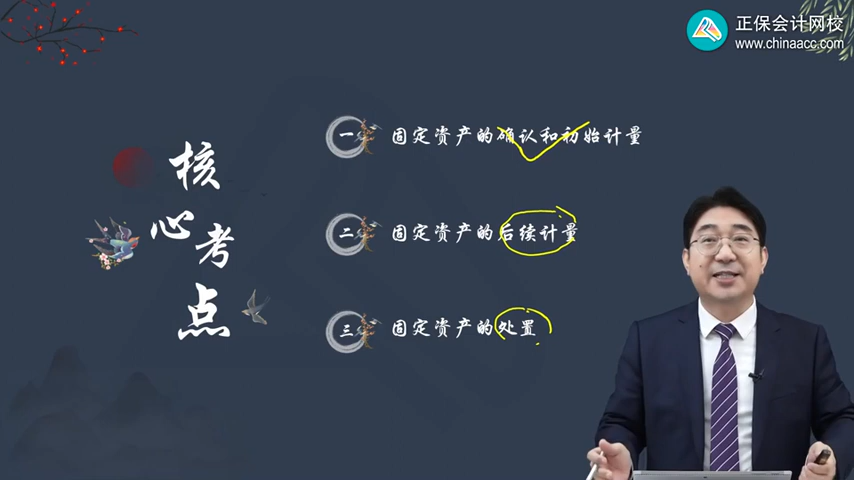 正保会计网校
www.chinaacc.com
核心考点
一 固定资产的确认和初始计量
二 固定资产的后续计量
三 固定资产的处置